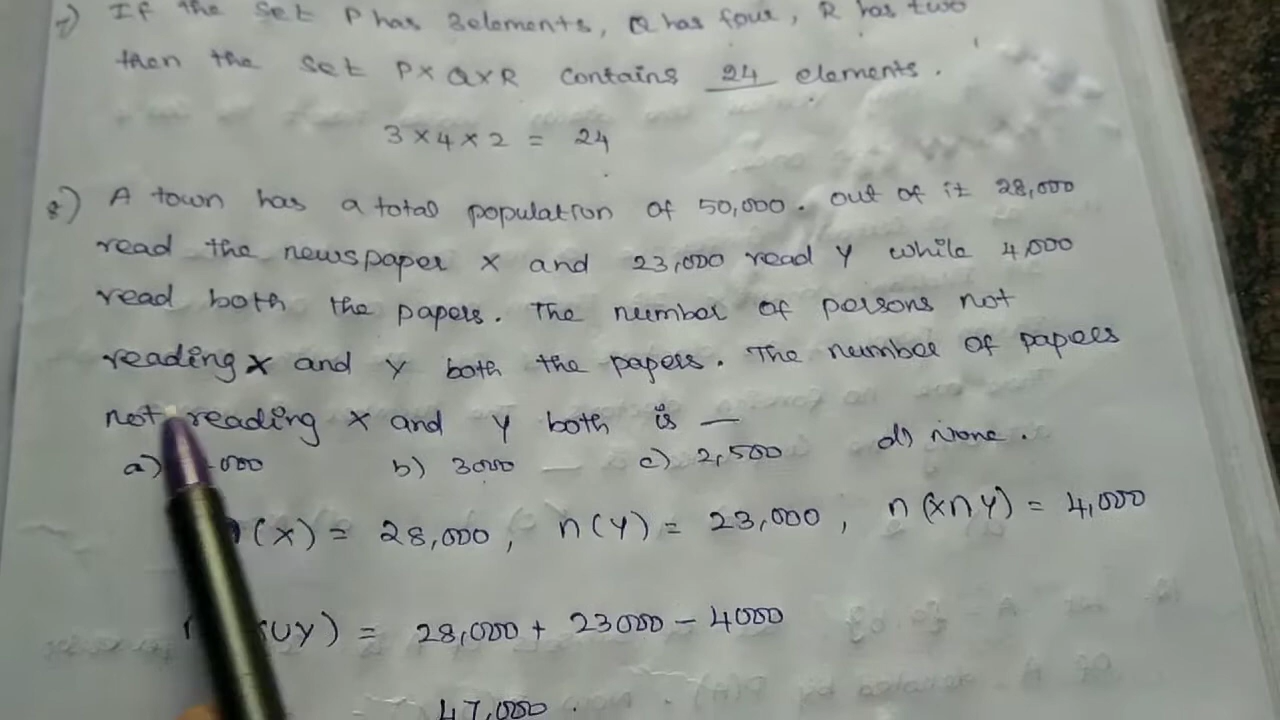 7) If the set P has 3 elements, Q has four, R has two
then the set P×Q×R contains 24 elements.
3×4×2 = 24
8) A town has a total population of 50,000. out of it 28,000
read the newspaper X and 23,000 read Y while 4,000
read both the papers. The number of persons not
reading X and Y both the papers. The number of papers
not reading X and Y both is —
a) 000 b) 3000 c) 2,500 d) None.
(X) = 28,000, n(Y) = 23,000, n(X∩Y) = 4,000
∪Y) = 28,000 + 23000 − 4000
47,000.